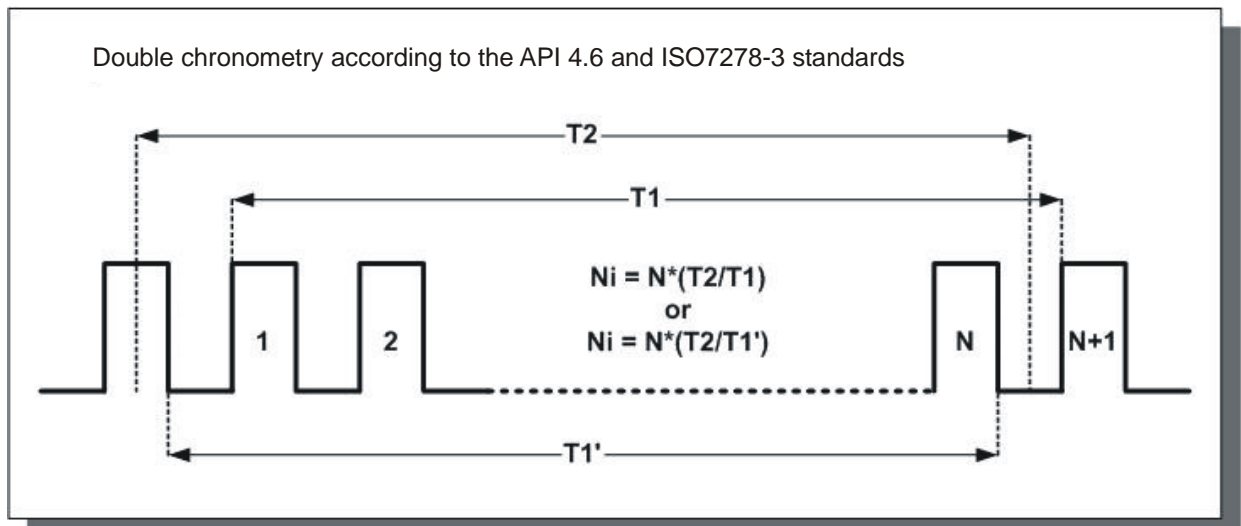 Double chronometry according to the API 4.6 and ISO7278-3 standards
T2
T1
Ni = N*(T2/T1)
or
Ni = N*(T2/T1')
1
2
N
N+1
T1'